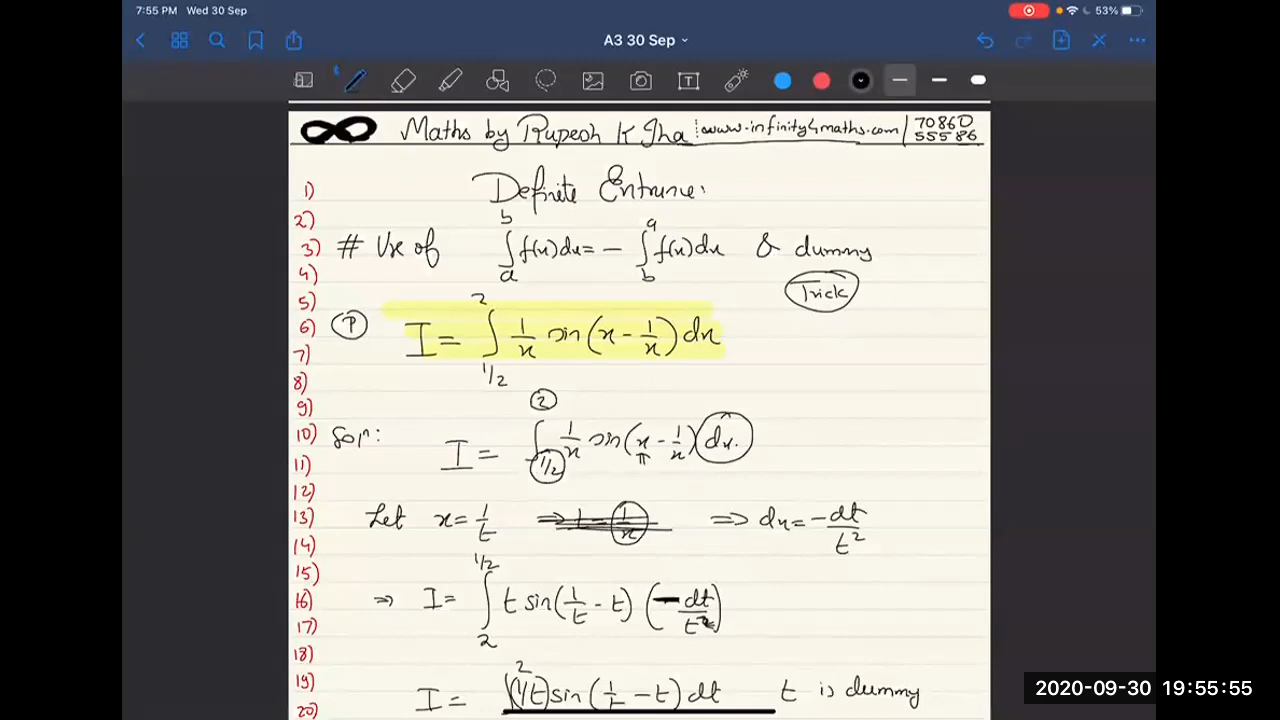 7:55 PM Wed 30 Sep 53%
A3 30 Sep
Maths by Rupesh K Jha www.infinity4maths.com 70860 55586
1) Definite Entrance:
2)
3) # Use of ∫_a^b f(x)dx = - ∫_b^a f(x)dx & dummy
4) Trick
5)
6) (P) I = ∫_{1/2}^2 1/x sin(x - 1/x) dx
7)
8)
9)
10) Sol: I = ∫_{1/2}^2 1/x sin(x - 1/x) dx.
11)
12)
13) Let x = 1/t ⇒ t = 1/x ⇒ dx = -dt/t²
14)
15)
16) ⇒ I = ∫_2^{1/2} t sin(1/t - t) (-dt/t²)
17)
18)
19) I = ∫^2 (1/t) sin(1/t - t) dt t is dummy
20)
2020-09-30 19:55:55